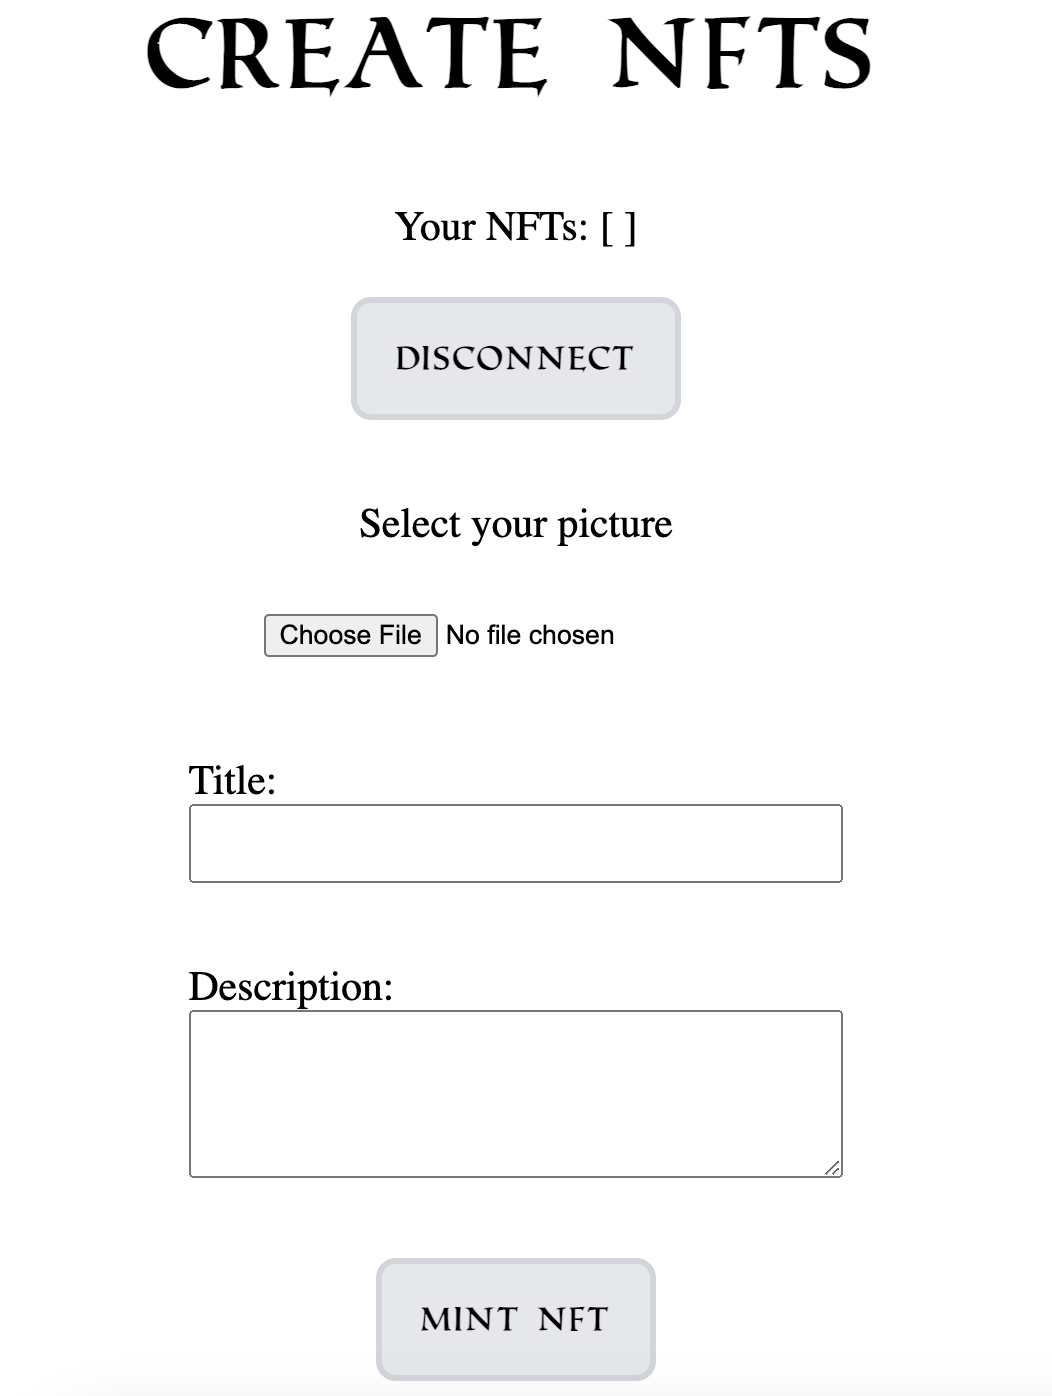 CREATE NFTS
Your NFTs: [ ]
DISCONNECT
Select your picture
Choose File No file chosen
Title:
Description:
MINT NFT